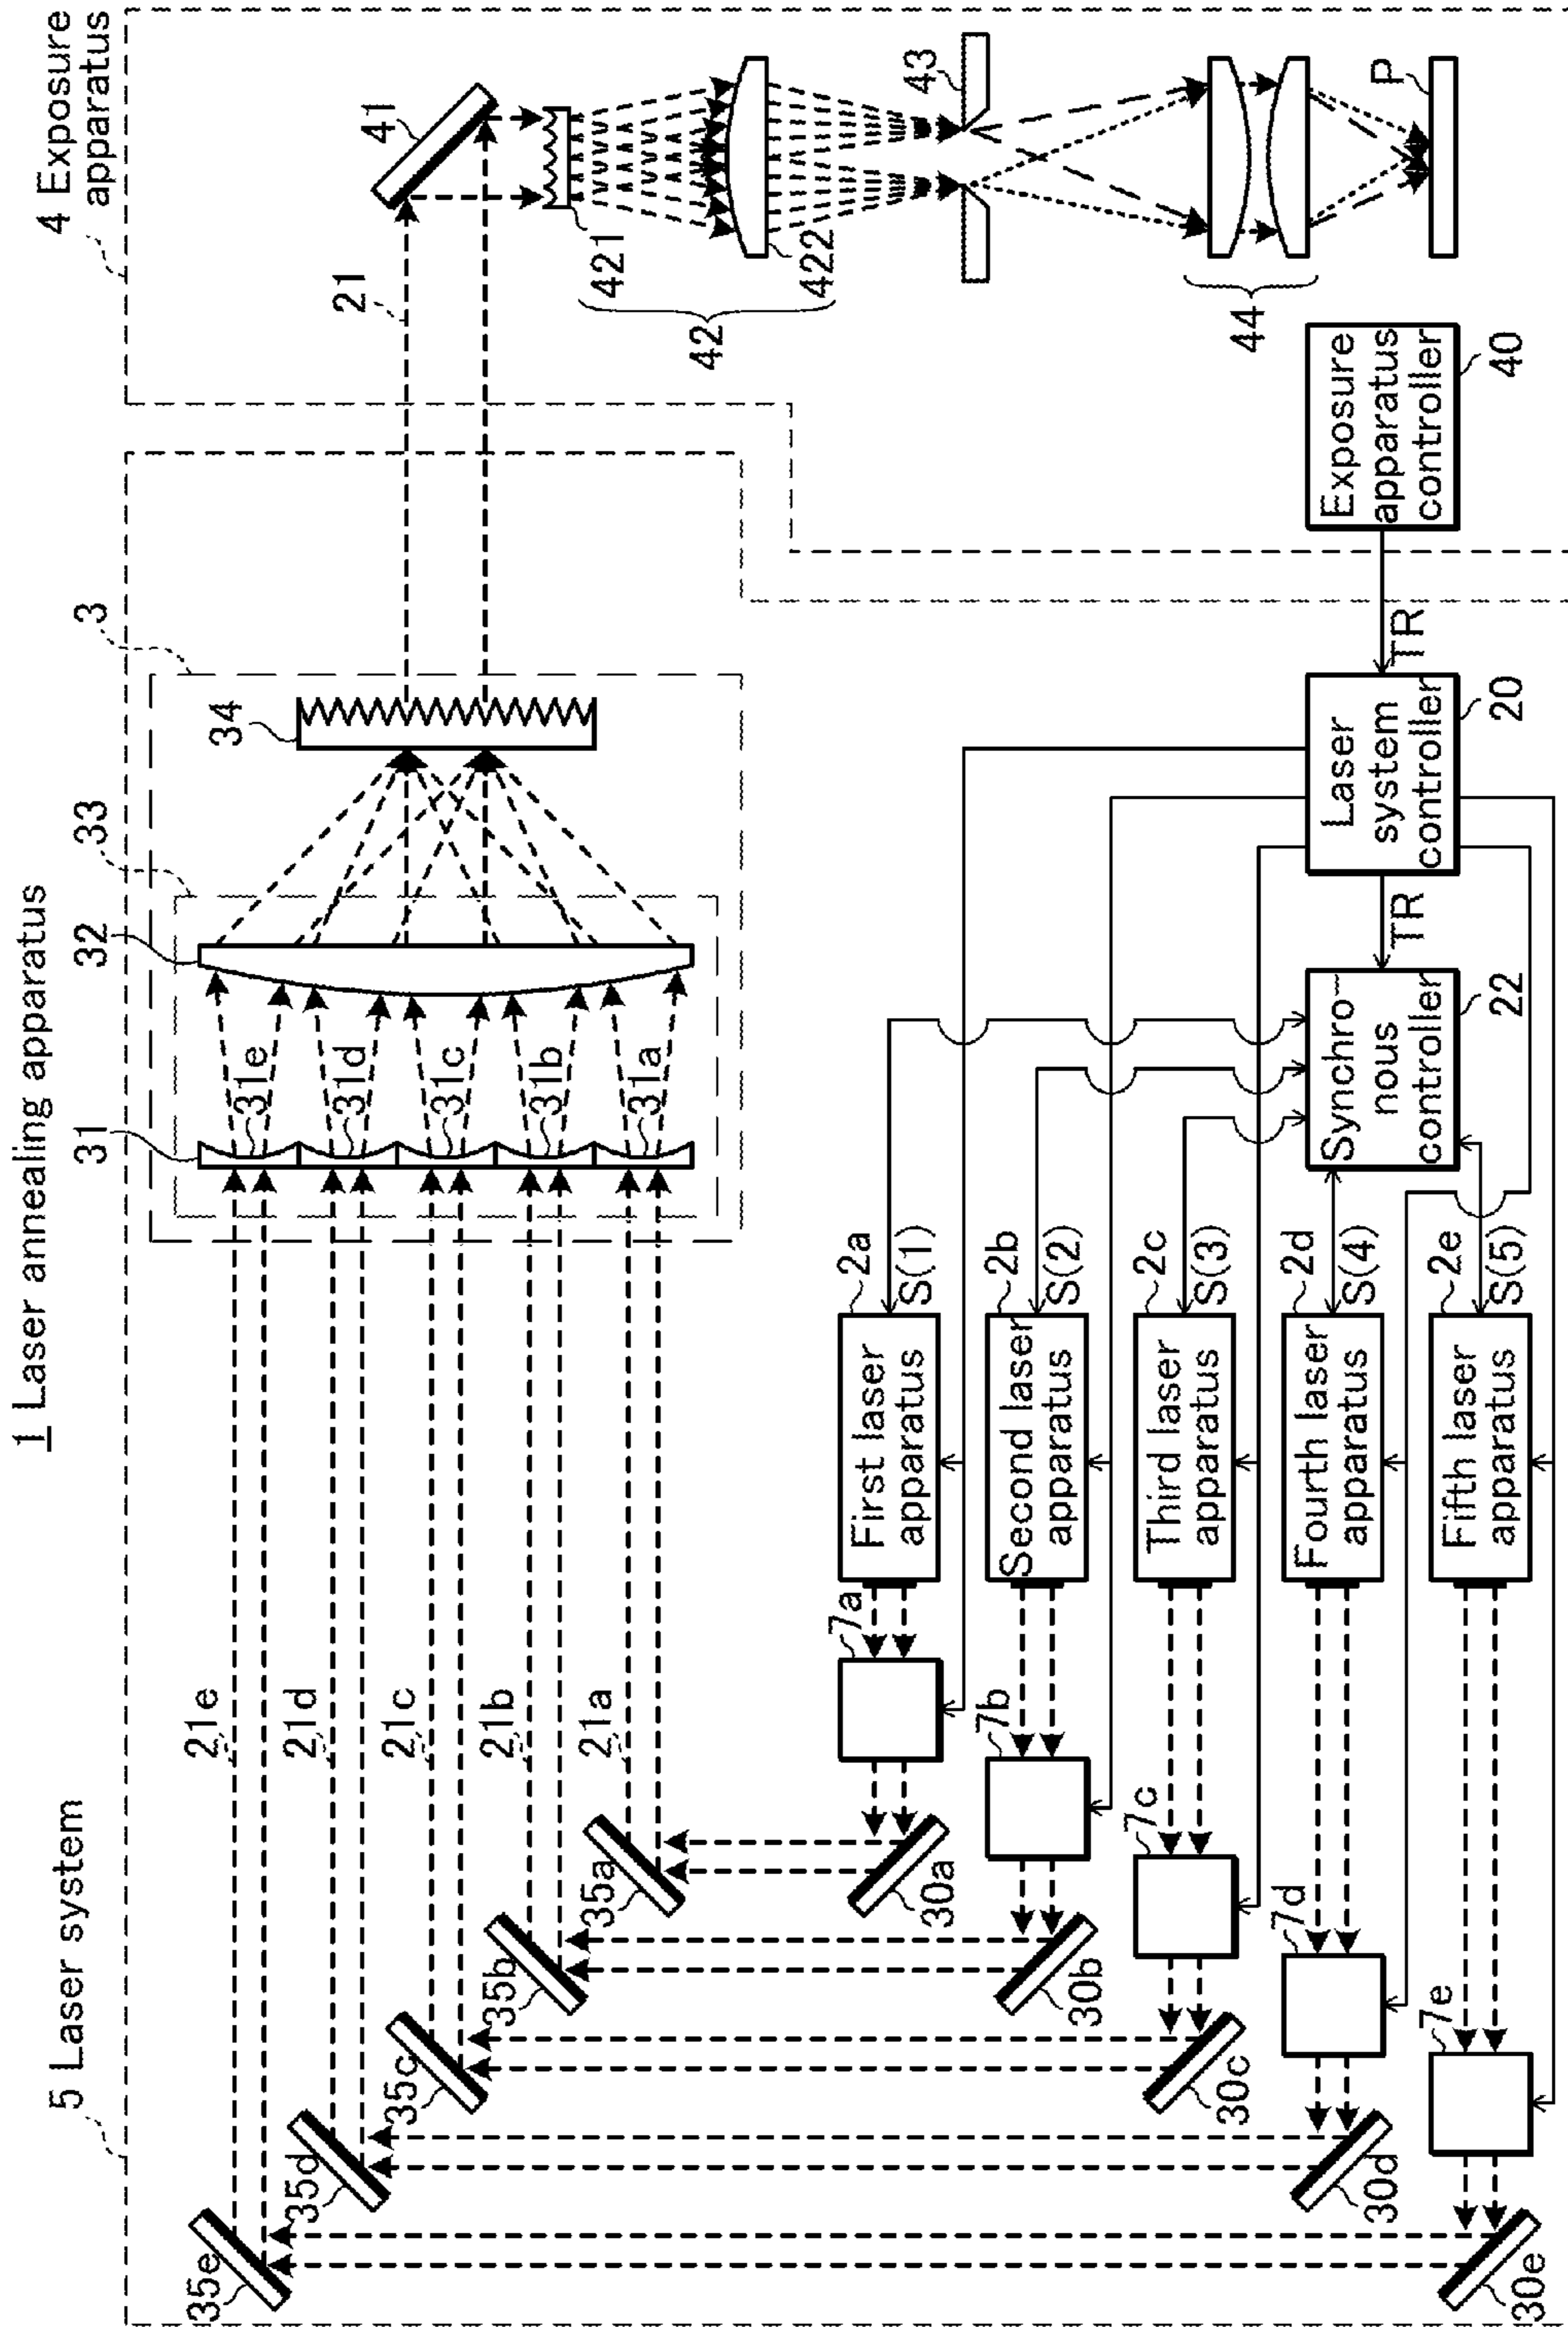 1 Laser annealing apparatus
5 Laser system
4 Exposure
apparatus
3
33
32
31
34
31e
31d
31c
31b
31a
21
41
421
422
42
43
44
P
21e
21d
21c
21b
21a
35e
35d
35c
35b
35a
30a
30b
30c
30d
30e
7a
7b
7c
7d
7e
First laser
apparatus
2a
S(1)
Second laser
apparatus
2b
S(2)
Third laser
apparatus
2c
S(3)
Fourth laser
apparatus
2d
S(4)
Fifth laser
apparatus
2e
S(5)
Synchro-
nous
controller
22
TR
Laser
system
controller
20
TR
Exposure
apparatus
controller
40